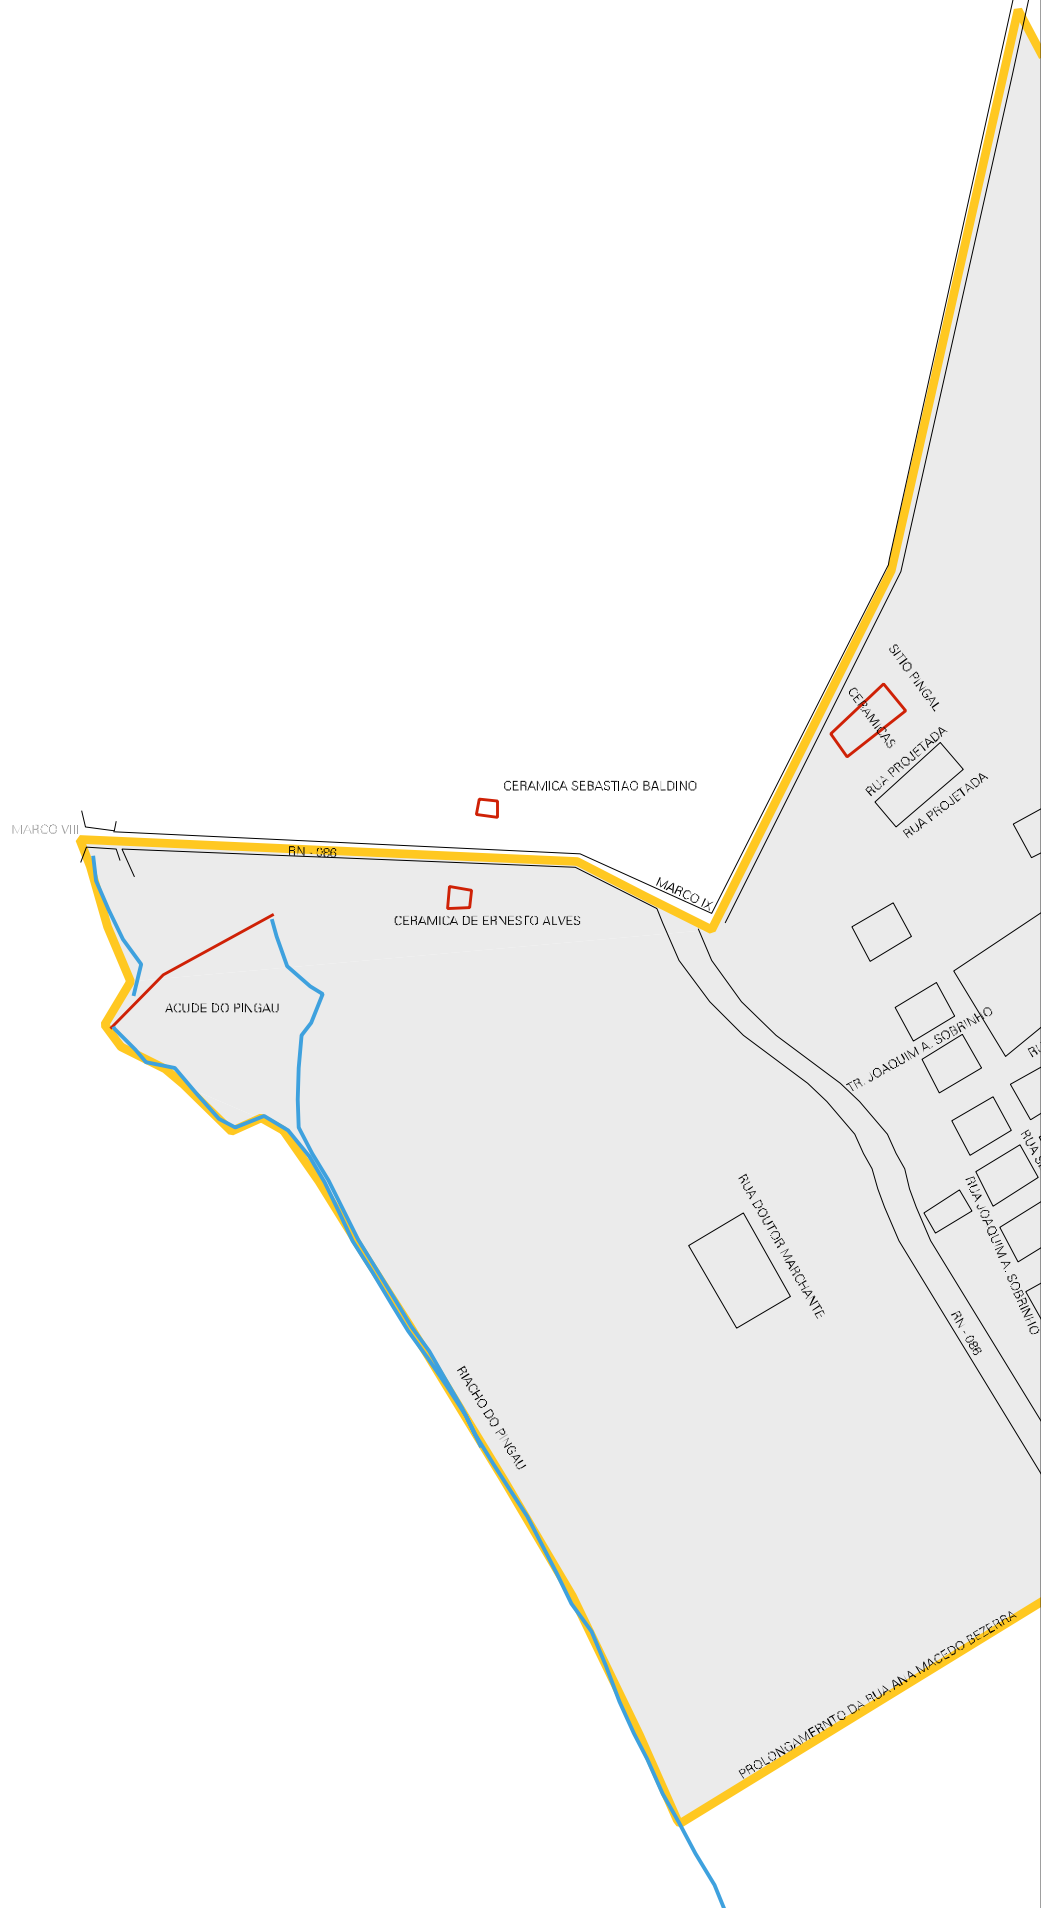 SITIO PINGAL
CERAMICAS
RUA PROJETADA
RUA PROJETADA
CERAMICA SEBASTIAO BALDINO
MARCO VIII
RN - 086
MARCO IX
CERAMICA DE ERNESTO ALVES
ACUDE DO PINGAU
TR. JOAQUIM A. SOBRINHO
RUA JOAQUIM A. SOBRINHO
RUA DOUTOR MARCHANTE
RN - 086
RIACHO DO PINGAU
PROLONGAMERNTO DA RUA ANA MACEDO BEZERRA